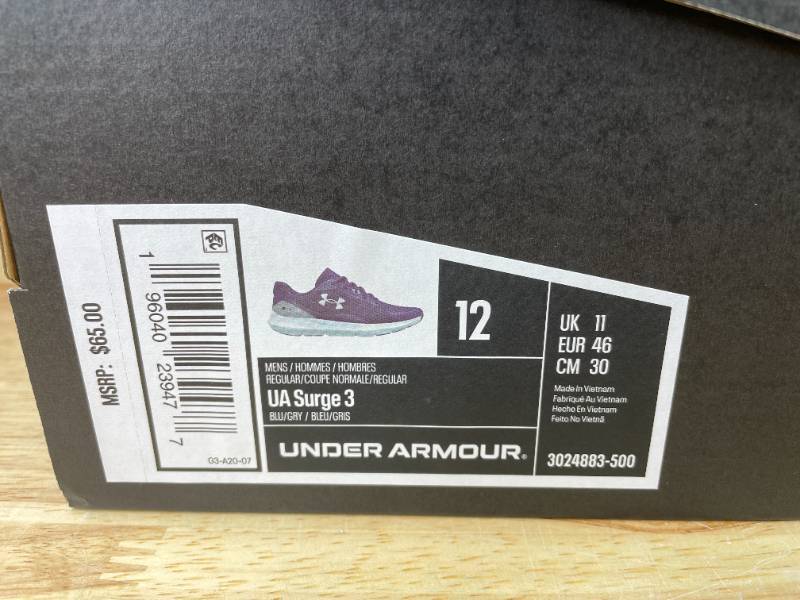 MSRP: $65.00
1 96040 23947 7
G3-A20-07
12
MENS / HOMMES / HOMBRES
REGULAR/COUPE NORMALE/REGULAR
UA Surge 3
BLU/GRY / BLEU/GRIS
UNDER ARMOUR®
UK 11
EUR 46
CM 30
Made in Vietnam
Fabriqué Au Vietnam
Hecho En Vietnam
Feito No Vietnã
3024883-500